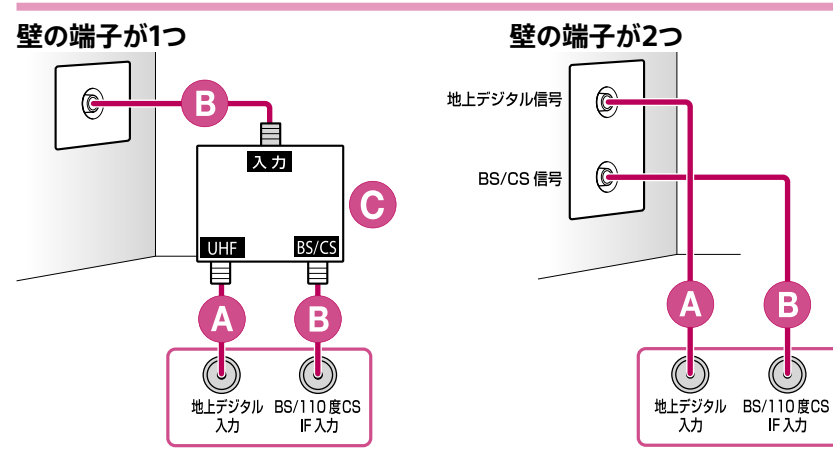 壁の端子が1つ
B
入力
C
UHF
BS/CS
A
B
地上デジタル
入力
BS/110度CS
IF入力
壁の端子が2つ
地上デジタル信号
BS/CS 信号
A
B
地上デジタル
入力
BS/110度CS
IF入力